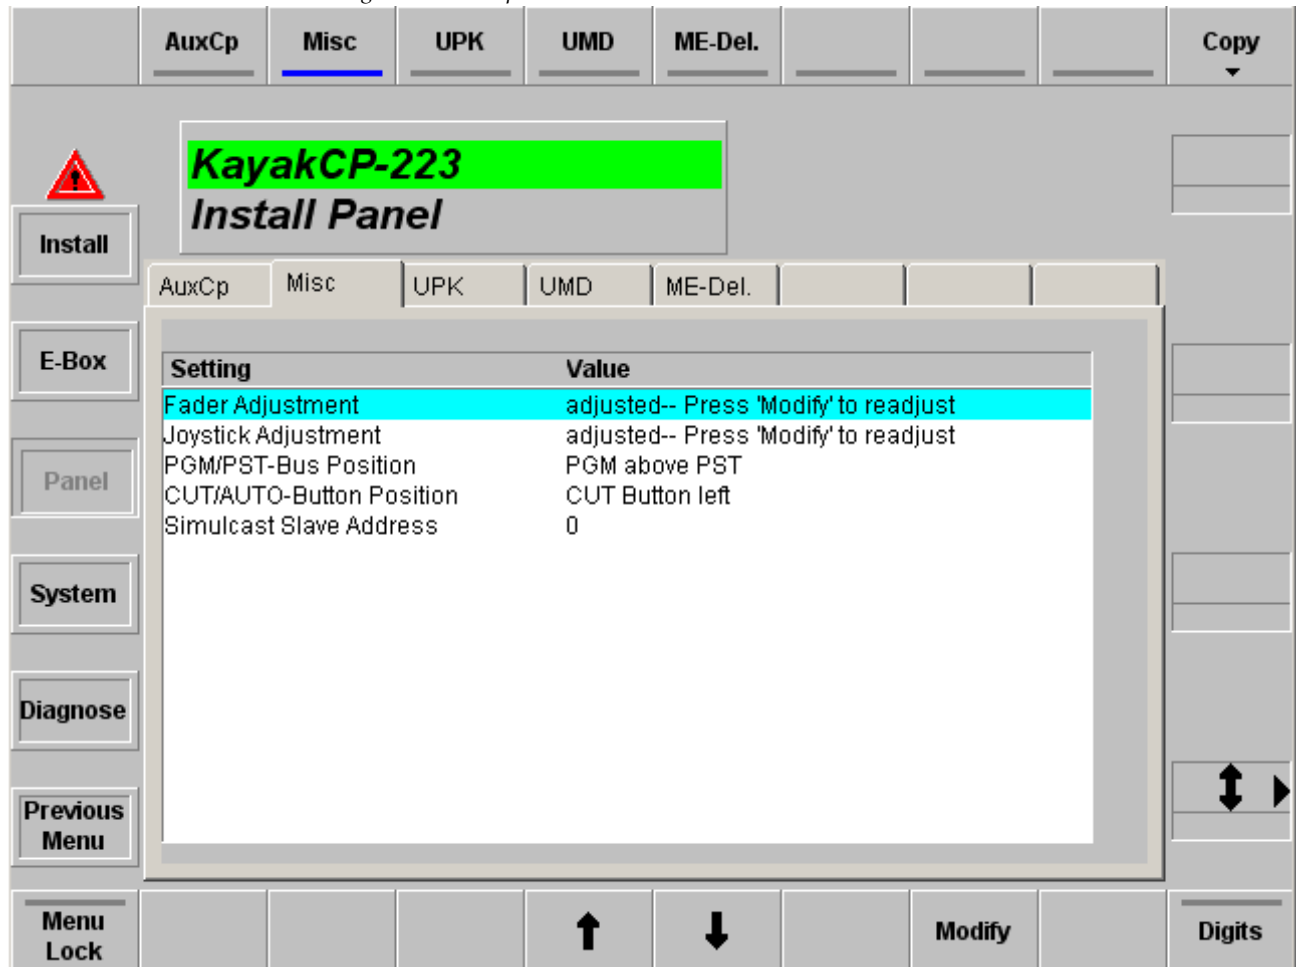 AuxCp Misc UPK UMD ME-Del. Copy
KayakCP-223
Install Panel
Install
AuxCp Misc UPK UMD ME-Del.
E-Box
Setting Value
Fader Adjustment adjusted-- Press 'Modify' to readjust
Joystick Adjustment adjusted-- Press 'Modify' to readjust
PGM/PST-Bus Position PGM above PST
CUT/AUTO-Button Position CUT Button left
Simulcast Slave Address 0
Panel
System
Diagnose
Previous
Menu
Menu
Lock
Modify
Digits